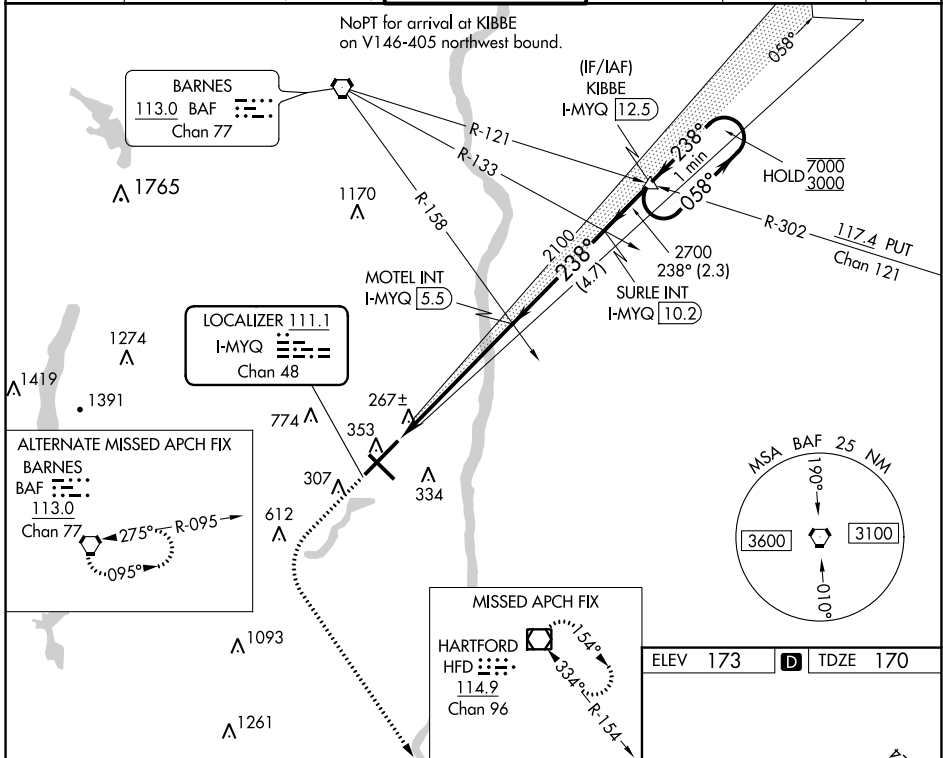 NoPT for arrival at KIBBE
on V146-405 northwest bound.
BARNES
113.0 BAF
Chan 77
(IF/IAF)
KIBBE
I-MYQ 12.5
058°
R-121
R-133
R-158
238°
1 min
058°
HOLD 7000
3000
R-302
117.4 PUT
Chan 121
1765
1170
2100
238°
(4.7)
2700
238° (2.3)
SURLE INT
I-MYQ 10.2
MOTEL INT
I-MYQ 5.5
LOCALIZER 111.1
I-MYQ
Chan 48
1274
1419
1391
774
267±
353
307
334
612
1093
1261
ALTERNATE MISSED APCH FIX
BARNES
BAF
113.0
Chan 77
275°
R-095
095°
MSA BAF 25 NM
190°
3600
3100
010°
MISSED APCH FIX
HARTFORD
HFD
114.9
Chan 96
154°
334°
R-154
ELEV 173 D TDZE 170